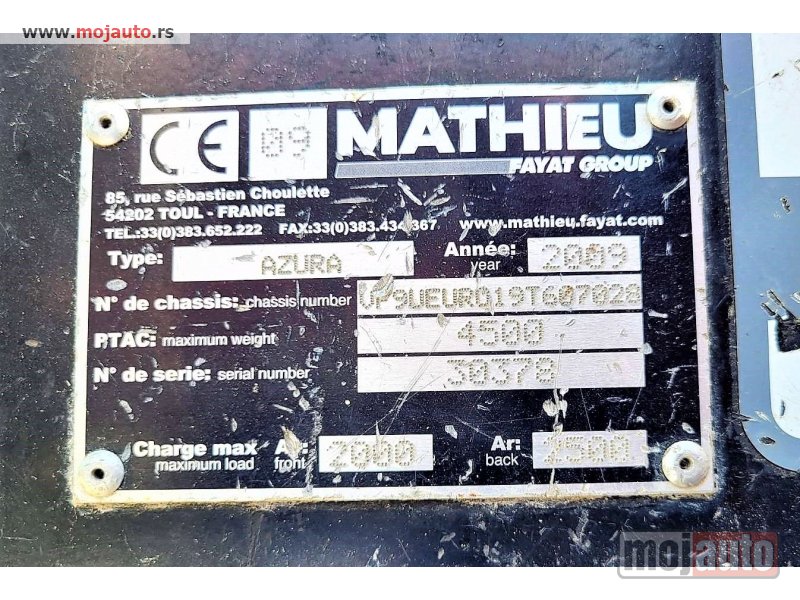 www.mojauto.rs
CE 09 MATHIEU
FAYAT GROUP
85, rue Sébastien Choulette
54202 TOUL - FRANCE
TEL.:33(0)383.652.222 FAX:33(0)383.434.367 www.mathieu.fayat.com
Type: AZURA Année: 2009
year
N° de chassis: chassis number
PTAC: maximum weight 4500
N° de serie: serial number 30378
Charge max Av: 2000 Ar: 2500
maximum load front back
mojauto